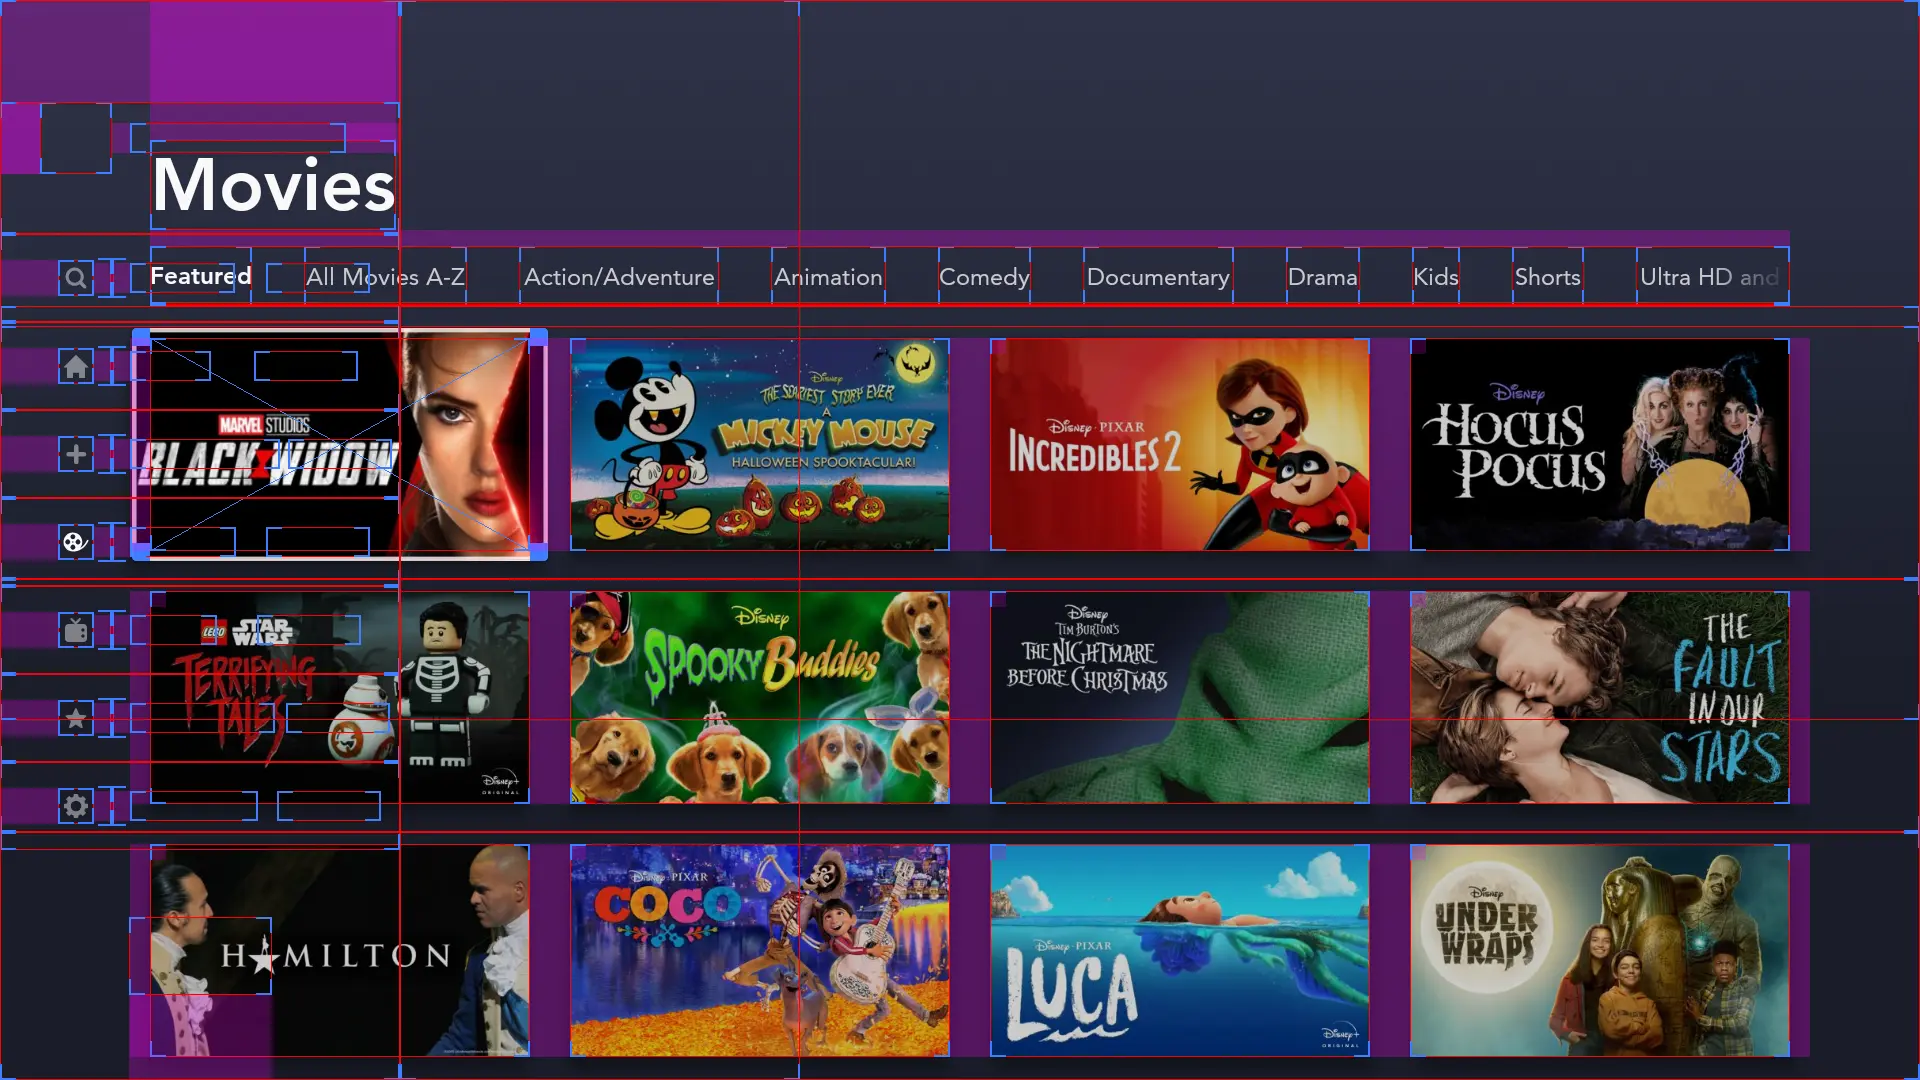 Movies
Featured All Movies A-Z Action/Adventure Animation Comedy Documentary Drama Kids Shorts Ultra HD and
MARVEL STUDIOS
BLACK WIDOW
Disney
THE SCARIEST STORY EVER
A
MICKEY MOUSE
HALLOWEEN SPOOKTACULAR!
DISNEY · PIXAR
INCREDIBLES 2
Disney
HOCUS
POCUS
LEGO STAR
WARS
TERRIFYING
TALES
Disney+
ORIGINAL
Disney
SPOOKY Buddies
Disney
TIM BURTON'S
THE NIGHTMARE
BEFORE CHRISTMAS
THE
FAULT
IN OUR
STARS
HAMILTON
DISNEY · PIXAR
COCO
DISNEY · PIXAR
LUCA
Disney+
ORIGINAL
Disney
UNDER
WRAPS